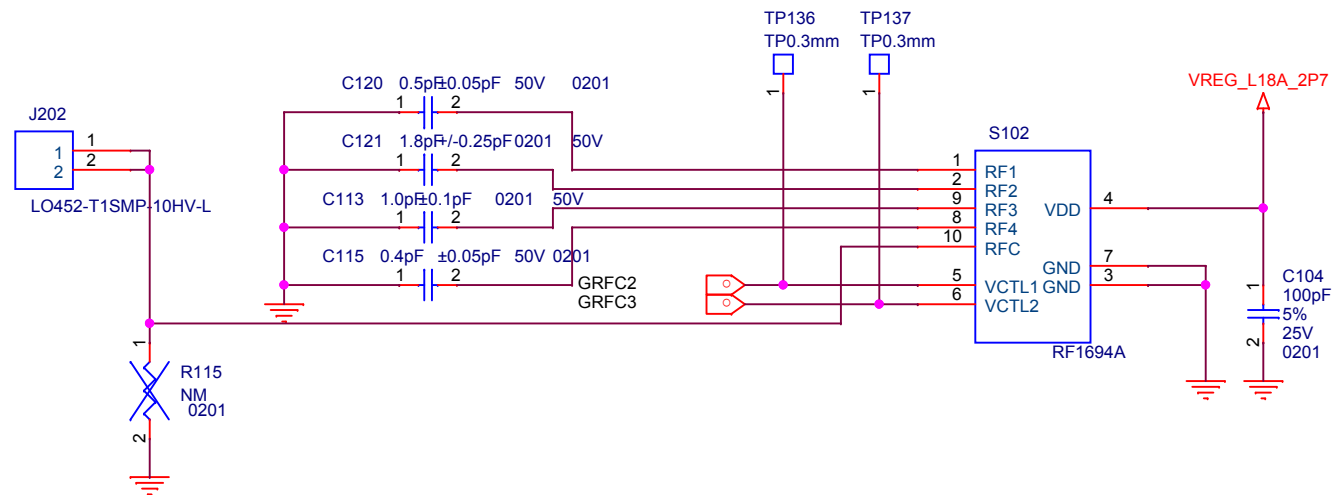 TP136
TP0.3mm
TP137
TP0.3mm
1
1
VREG_L18A_2P7
C120 0.5pF±0.05pF 50V 0201
1 2
C121 1.8pF+/-0.25pF 0201 50V
1 2
C113 1.0pF±0.1pF 0201 50V
1 2
C115 0.4pF ±0.05pF 50V 0201
1 2
J202
1 1
2 2
LO452-T1SMP-10HV-L
GRFC2
GRFC3
S102
1 RF1
2 RF2
9 RF3
8 RF4
10 RFC
5 VCTL1
6 VCTL2
VDD 4
GND 7
GND 3
RF1694A
1
C104
100pF
5%
25V
0201
2
1
R115
NM
0201
2